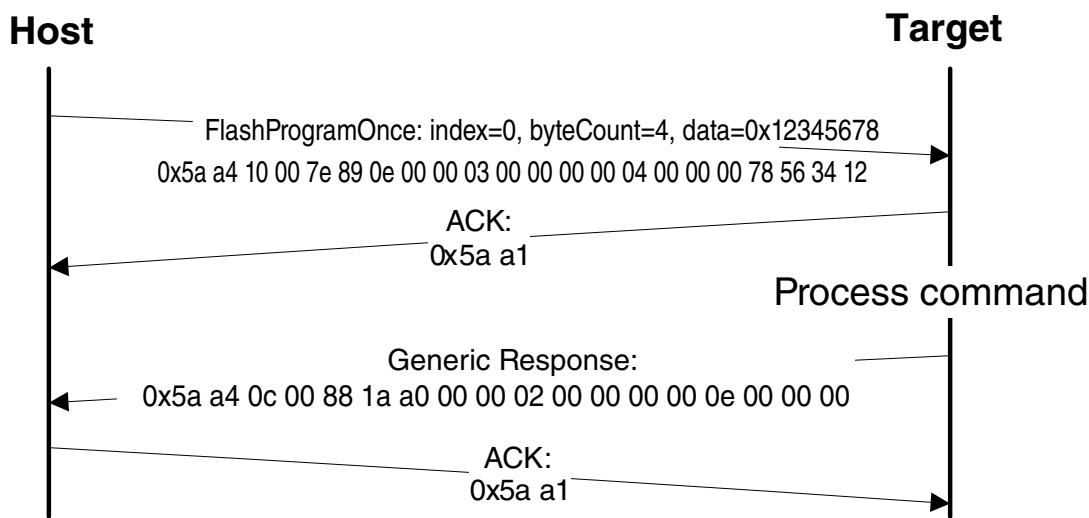 Host
Target
FlashProgramOnce: index=0, byteCount=4, data=0x12345678
0x5a a4 10 00 7e 89 0e 00 00 03 00 00 00 00 04 00 00 00 78 56 34 12
ACK:
0x5a a1
Process command
Generic Response:
0x5a a4 0c 00 88 1a a0 00 00 02 00 00 00 00 0e 00 00 00
ACK:
0x5a a1